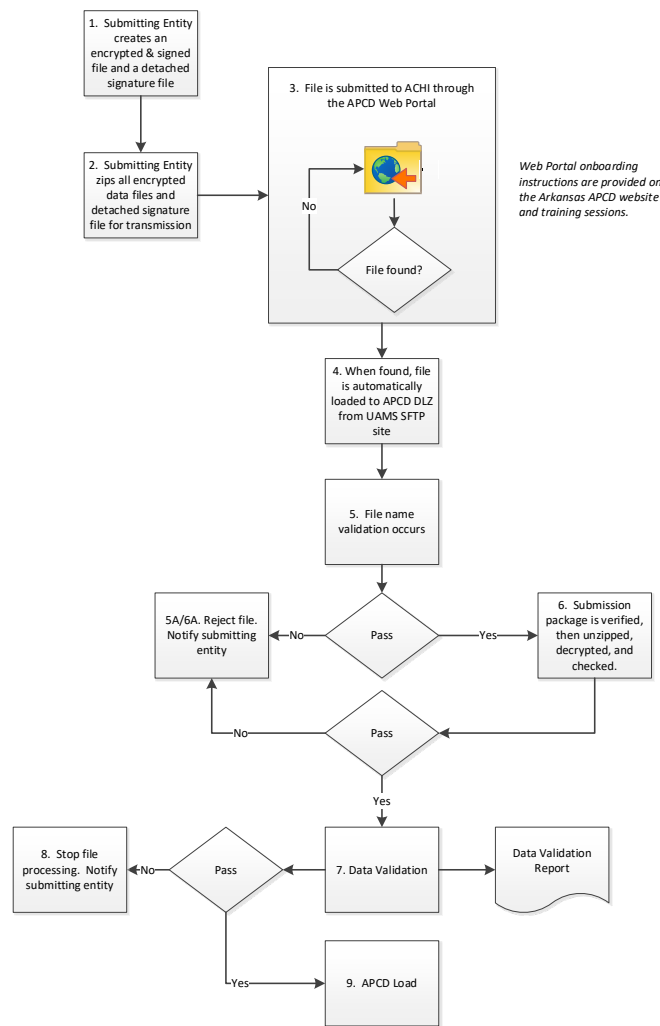 1. Submitting Entity
creates an
encrypted & signed
file and a detached
signature file
2. Submitting Entity
zips all encrypted
data files and
detached signature
file for transmission
3. File is submitted to ACHI through
the APCD Web Portal
No
File found?
Web Portal onboarding
instructions are provided on
the Arkansas APCD website
and training sessions.
4. When found, file
is automatically
loaded to APCD DLZ
from UAMS SFTP
site
5. File name
validation occurs
5A/6A. Reject file.
Notify submitting
entity
No
Pass
Yes
6. Submission
package is verified,
then unzipped,
decrypted, and
checked.
No
Pass
Yes
8. Stop file
processing. Notify
submitting entity
No
Pass
7. Data Validation
Data Validation
Report
Yes
9. APCD Load